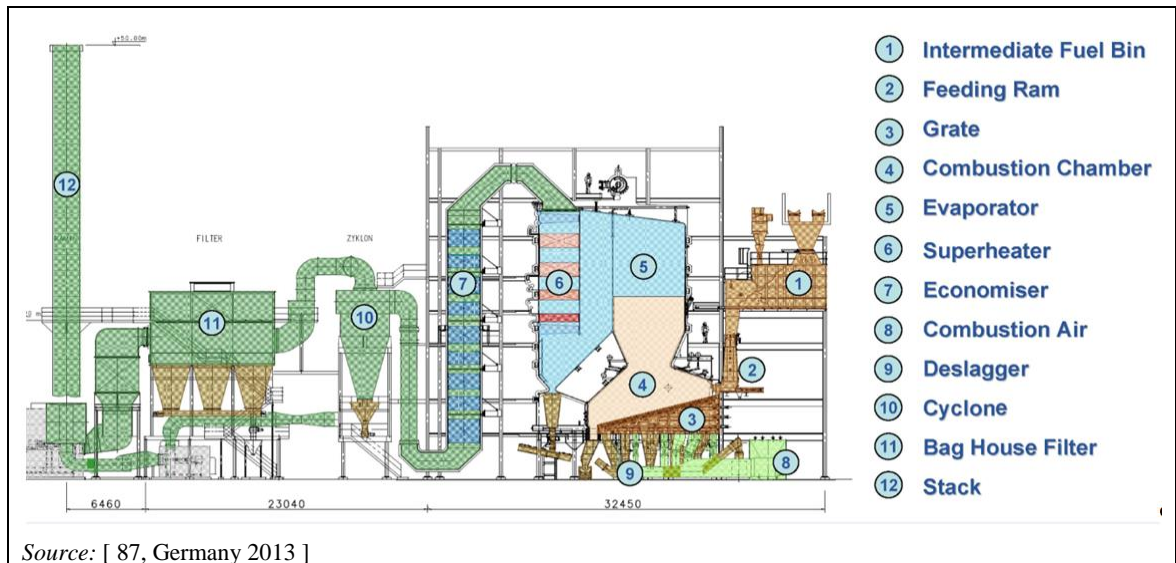 +50.00m
1 Intermediate Fuel Bin
2 Feeding Ram
3 Grate
4 Combustion Chamber
5 Evaporator
6 Superheater
7 Economiser
8 Combustion Air
9 Deslagger
10 Cyclone
11 Bag House Filter
12 Stack
12
FILTER
ZYKLON
11
10
7
6
5
4
3
1
2
9
8
6460
23040
32450
Source: [ 87, Germany 2013 ]